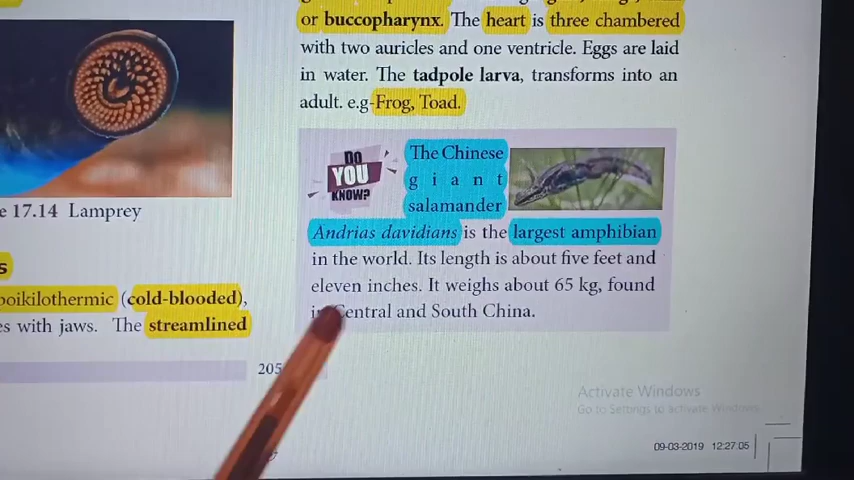 or buccopharynx. The heart is three chambered
with two auricles and one ventricle. Eggs are laid
in water. The tadpole larva, transforms into an
adult. e.g-Frog, Toad.
DO
YOU
KNOW?
The Chinese
giant
salamander
Andrias davidians is the largest amphibian
in the world. Its length is about five feet and
eleven inches. It weighs about 65 kg, found
Central and South China.
e 17.14 Lamprey
s
poikilothermic (cold-blooded),
es with jaws. The streamlined
205
Activate Windows
Go to Settings to activate Windows.
09-03-2019 12:27:05